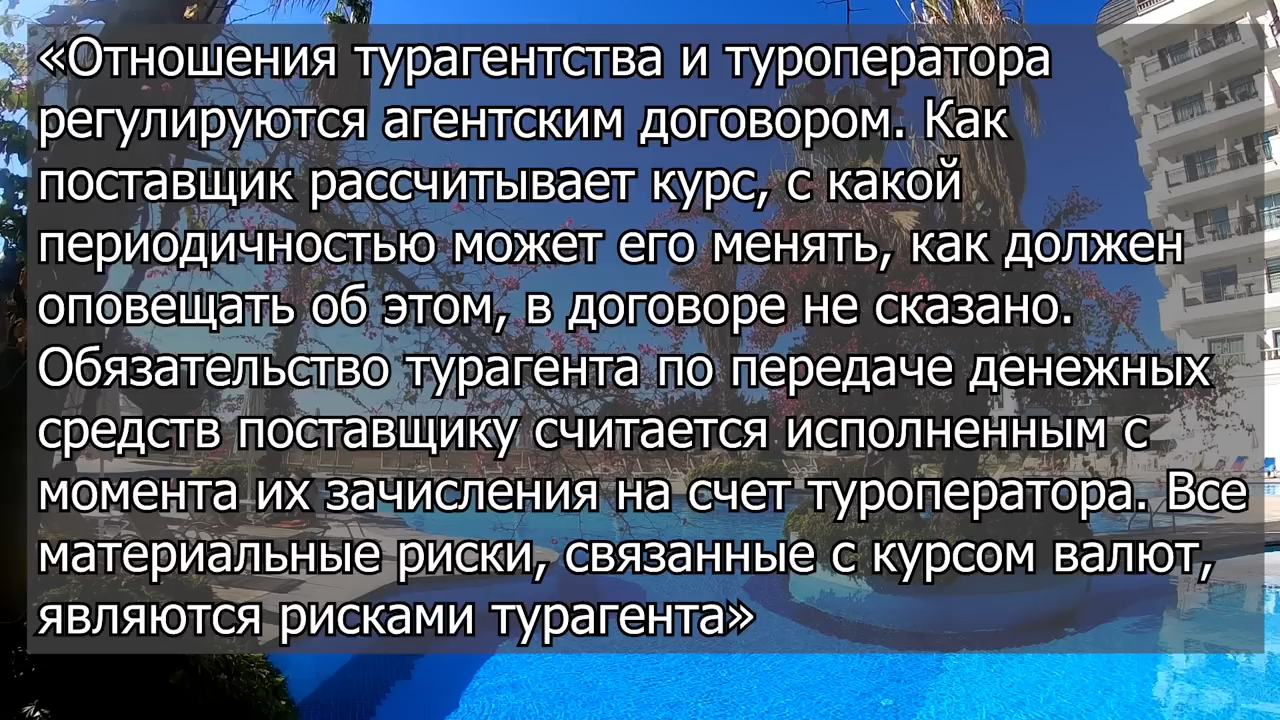 «Отношения турагентства и туроператора
регулируются агентским договором. Как
поставщик рассчитывает курс, с какой
периодичностью может его менять, как должен
оповещать об этом, в договоре не сказано.
Обязательство турагента по передаче денежных
средств поставщику считается исполненным с
момента их зачисления на счет туроператора. Все
материальные риски, связанные с курсом валют,
являются рисками турагента»